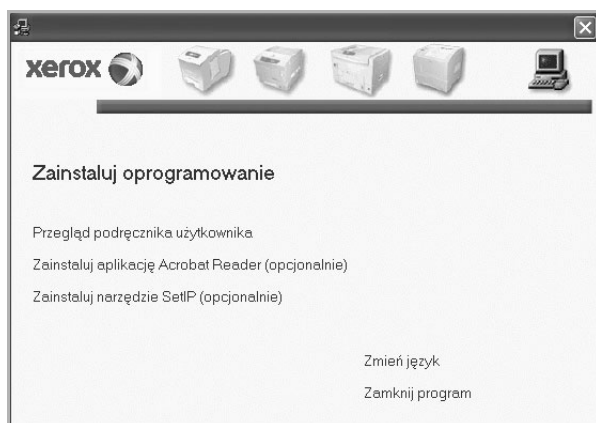 xerox
Zainstaluj oprogramowanie
Przegląd podręcznika użytkownika
Zainstaluj aplikację Acrobat Reader (opcjonalnie)
Zainstaluj narzędzie SetIP (opcjonalnie)
Zmień język
Zamknij program